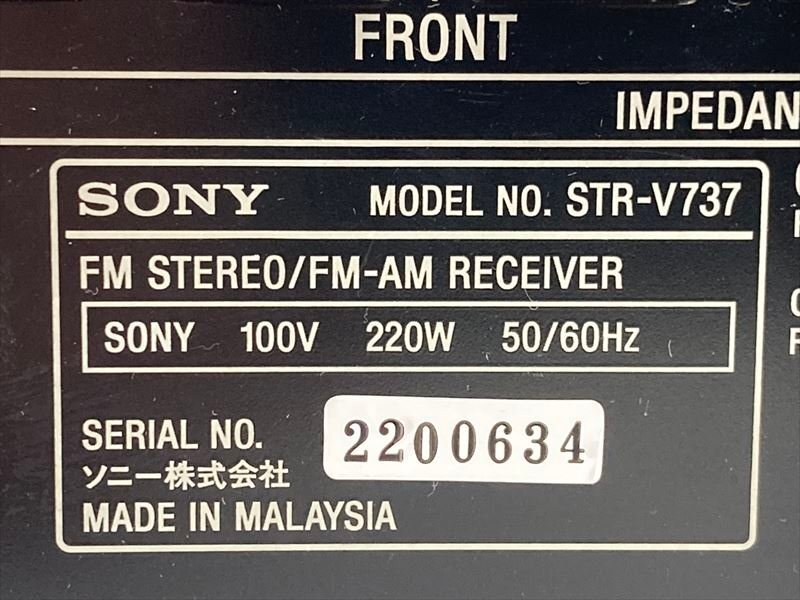 FRONT
IMPEDAN
SONY MODEL NO. STR-V737
FM STEREO/FM-AM RECEIVER
SONY 100V 220W 50/60Hz
SERIAL NO. 2200634
ソニー株式会社
MADE IN MALAYSIA